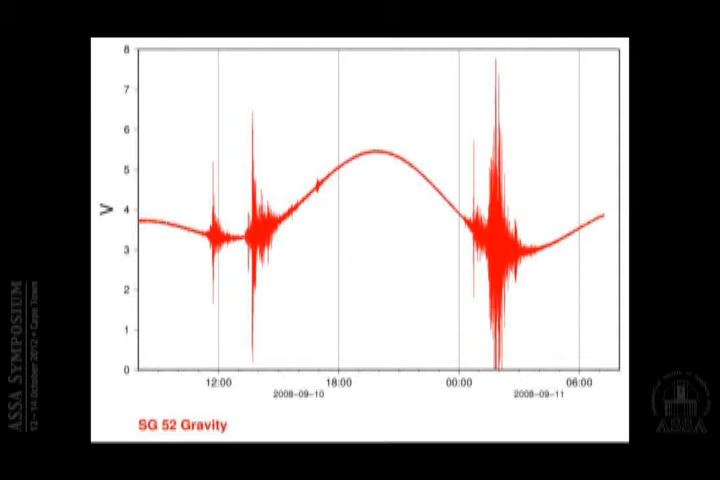 8
7
6
5
4
3
2
1
0
V
12:00 18:00 00:00 06:00
2008-09-10 2008-09-11
SG 52 Gravity
ASSA SYMPOSIUM
12 – 14 October 2012 • Cape Town
ASSA